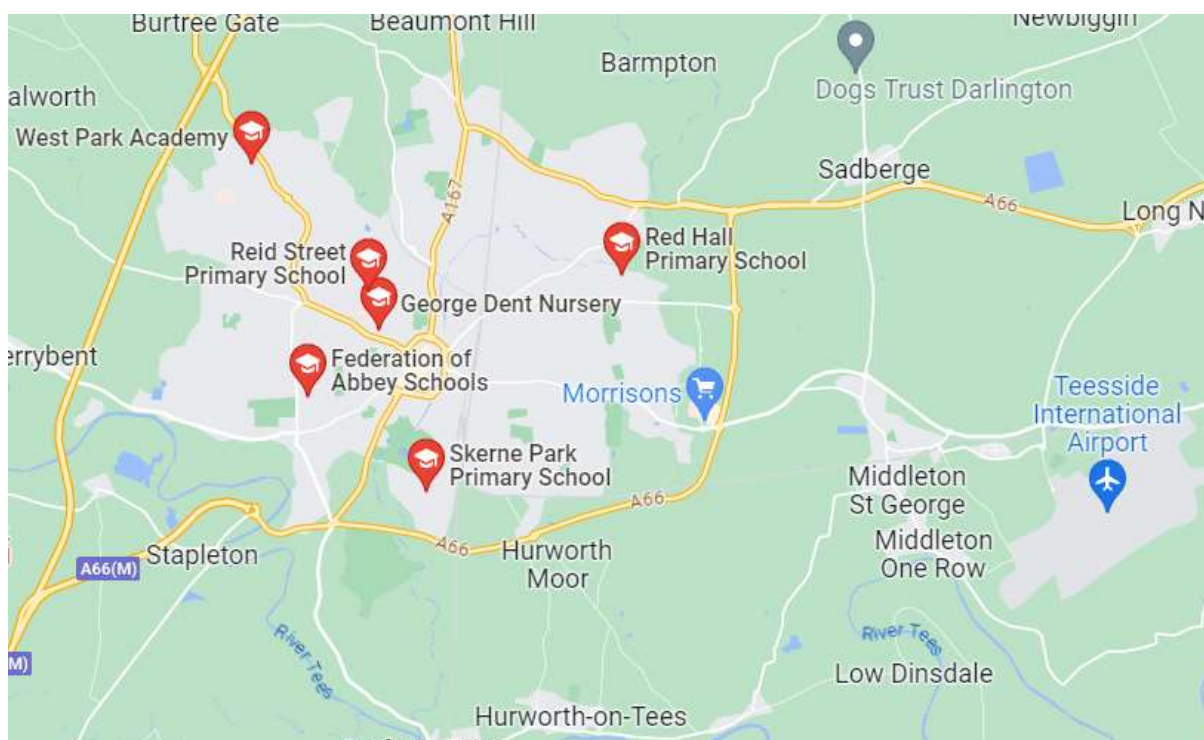 Burtree Gate
Beaumont Hill
Newbiggin
Barmpton
alworth
Dogs Trust Darlington
West Park Academy
Sadberge
A167
A66
Long N
Reid Street
Primary School
Red Hall
Primary School
George Dent Nursery
errybent
Federation of
Abbey Schools
Morrisons
Teesside
International
Airport
Skerne Park
Primary School
Middleton
St George
A66
Stapleton
A66
Hurworth
Moor
Middleton
One Row
A66(M)
River Tees
River Tees
M)
Low Dinsdale
Hurworth-on-Tees